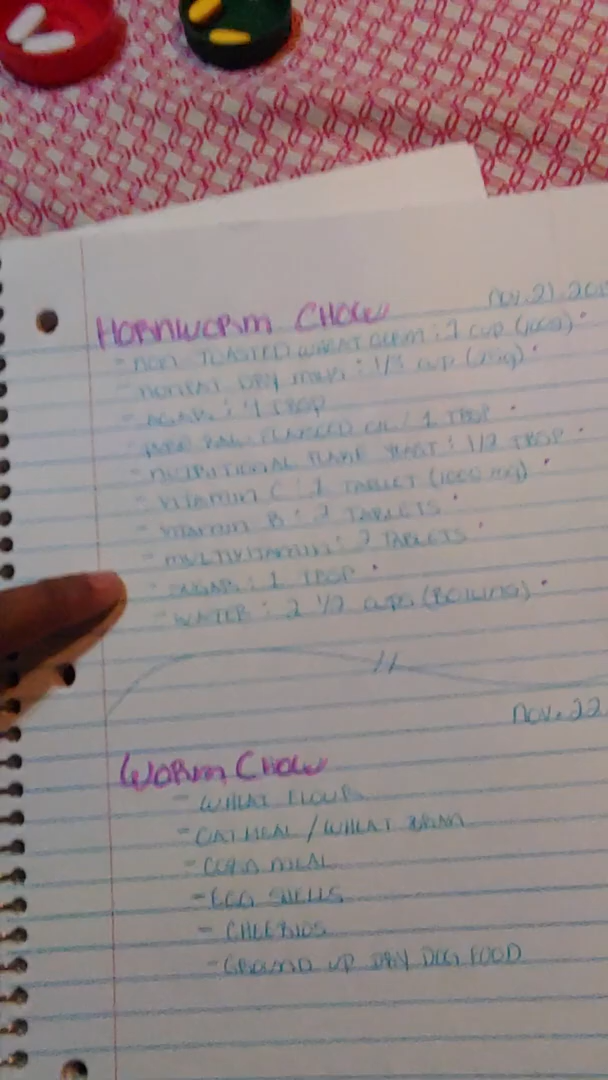 Nov. 21, 20
HORNWORM CHOW
- NON TOASTED WHEAT GERM : 1 CUP (100g)
- NONFAT DRY MILK : 1/3 CUP
- AGAR : 1 TBSP
RAW FLAXSEED OIL : 1 TBSP
- NUTRITIONAL FLAKE YEAST : 1/2 TBSP
- VITAMIN C : 1 TABLET (1000 mg)
- VITAMIN B : 2 TABLETS
- MULTIVITAMIN : 2 TABLETS
- SUGAR : 1 TBSP
- WATER : 2 1/2 CUPS (BOILING)
Nov. 22
WORM CHOW
- WHEAT FLOUR
- OATMEAL / WHEAT BRAN
- CORN MEAL
- EGG SHELLS
- CHEERIOS
- GROUND UP DRY DOG FOOD